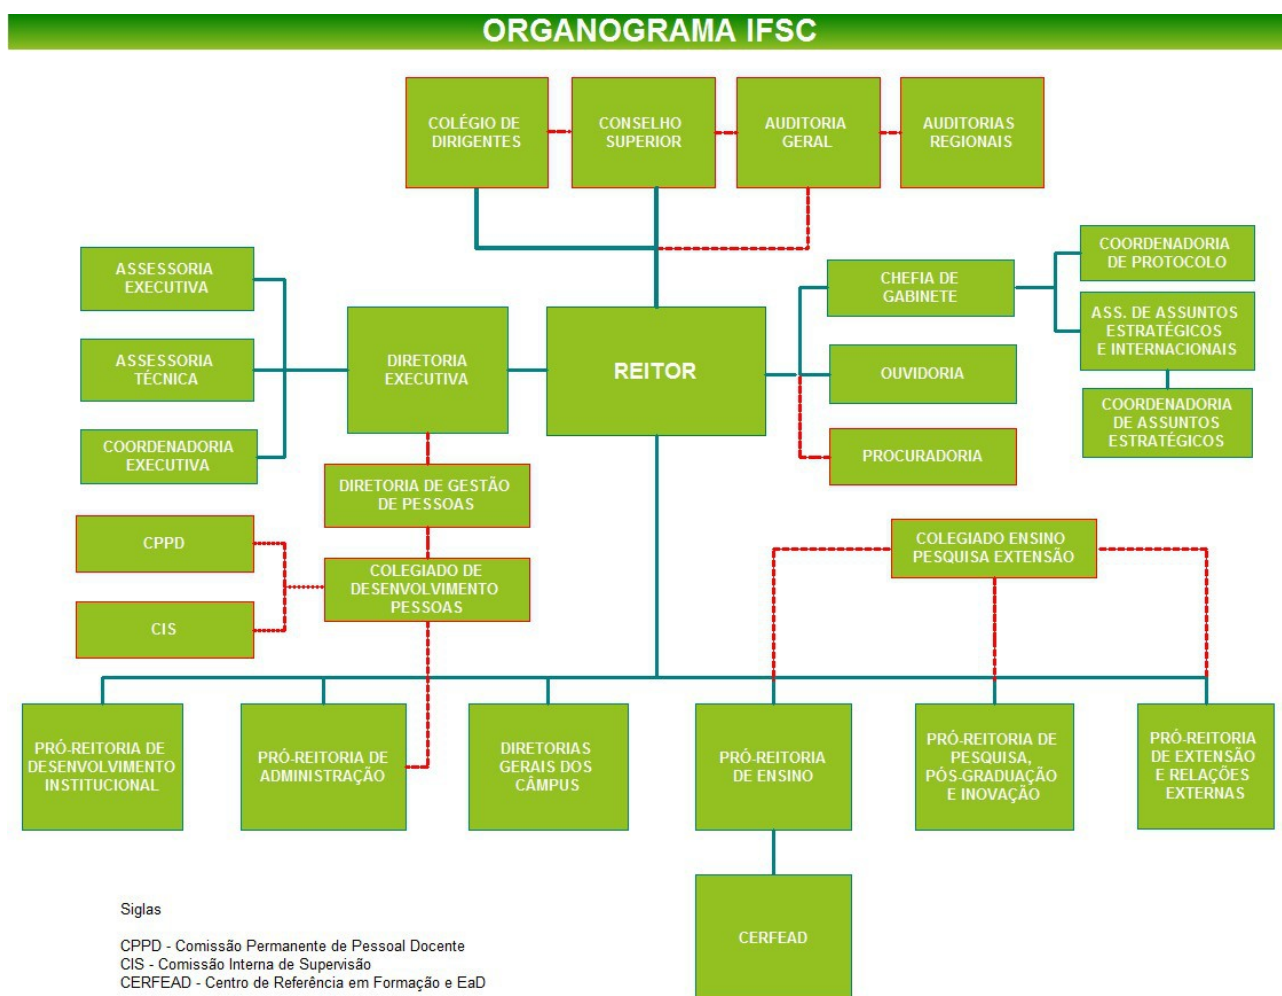 ORGANOGRAMA IFSC
COLÉGIO DE
DIRIGENTES
CONSELHO
SUPERIOR
AUDITORIA
GERAL
AUDITORIAS
REGIONAIS
ASSESSORIA
EXECUTIVA
ASSESSORIA
TÉCNICA
COORDENADORIA
EXECUTIVA
DIRETORIA
EXECUTIVA
REITOR
CHEFIA DE
GABINETE
OUVIDORIA
PROCURADORIA
COORDENADORIA
DE PROTOCOLO
ASS. DE ASSUNTOS
ESTRATÉGICOS
E INTERNACIONAIS
COORDENADORIA
DE ASSUNTOS
ESTRATÉGICOS
DIRETORIA DE GESTÃO
DE PESSOAS
CPPD
CIS
COLEGIADO DE
DESENVOLVIMENTO
PESSOAS
COLEGIADO ENSINO
PESQUISA EXTENSÃO
PRÓ-REITORIA DE
DESENVOLVIMENTO
INSTITUCIONAL
PRÓ-REITORIA DE
ADMINISTRAÇÃO
DIRETORIAS
GERAIS DOS
CÂMPUS
PRÓ-REITORIA
DE ENSINO
PRÓ-REITORIA DE
PESQUISA,
PÓS-GRADUAÇÃO
E INOVAÇÃO
PRÓ-REITORIA
DE EXTENSÃO
E RELAÇÕES
EXTERNAS
CERFEAD
Siglas
CPPD - Comissão Permanente de Pessoal Docente
CIS - Comissão Interna de Supervisão
CERFEAD - Centro de Referência em Formação e EaD